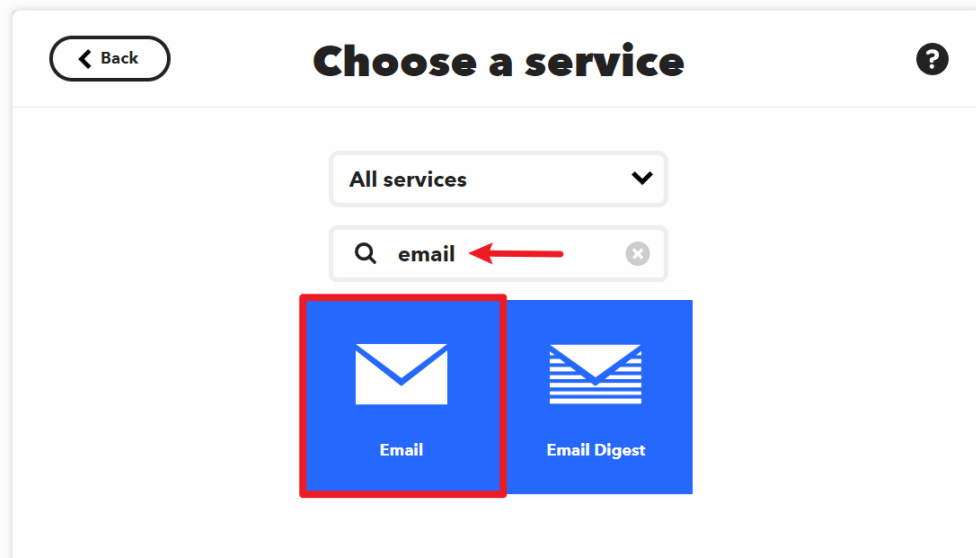 Back
Choose a service
?
All services
email
Email
Email Digest